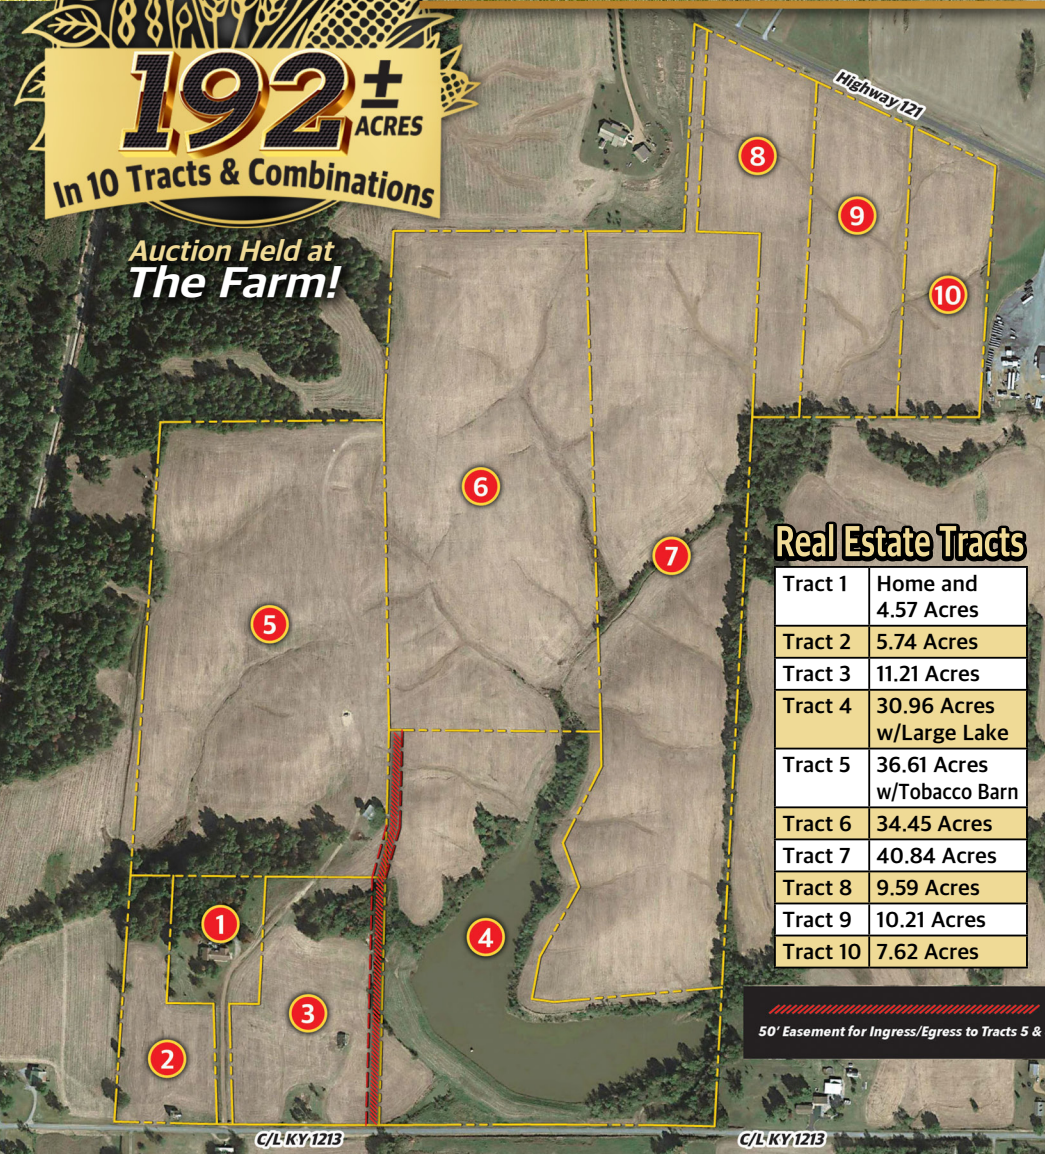 192±
ACRES
In 10 Tracts & Combinations
Auction Held at
The Farm!
Highway 121
8
9
10
6
7
5
1
4
3
2
Real Estate Tracts
Tract 1 Home and
4.57 Acres
Tract 2 5.74 Acres
Tract 3 11.21 Acres
Tract 4 30.96 Acres
w/Large Lake
Tract 5 36.61 Acres
w/Tobacco Barn
Tract 6 34.45 Acres
Tract 7 40.84 Acres
Tract 8 9.59 Acres
Tract 9 10.21 Acres
Tract 10 7.62 Acres
50' Easement for Ingress/Egress to Tracts 5 &
C/L KY 1213
C/L KY 1213